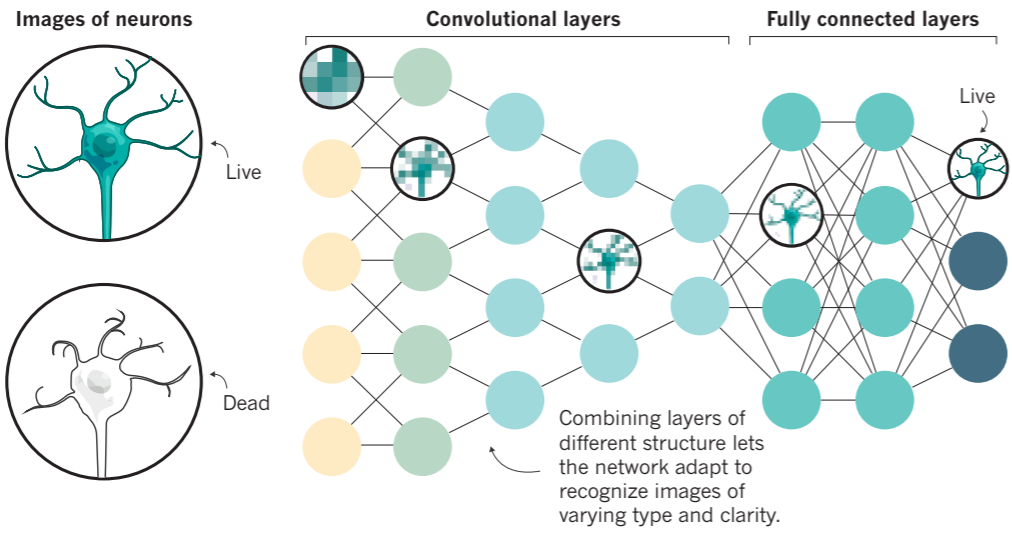 Images of neurons
Convolutional layers
Fully connected layers
Live
Live
Dead
Combining layers of
different structure lets
the network adapt to
recognize images of
varying type and clarity.